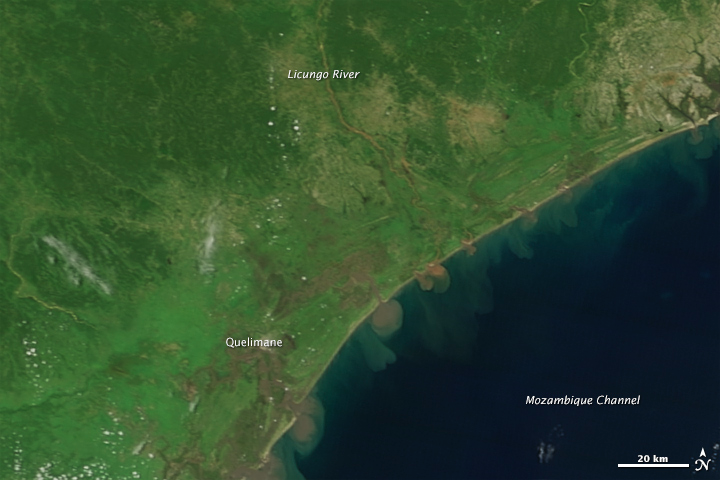 Licungo River
Quelimane
Mozambique Channel
20 km
N